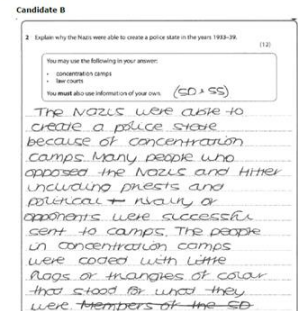 Candidate B
2 Explain why the Nazis were able to create a police state in the years 1933–39.
(12)
You may use the following in your answer:
• concentration camps
• law courts
You must also use information of your own.
(SD + SS)
The Nazis were able to
create a police state
because of concentration
camps. Many people who
opposed the Nazis and Hitler
including priests and
political rivalry or
opponents were successful
sent to camps. The people
in concentration camps
were coded with little
flags or triangles of colour
that stood for what they
were. Members of the SD